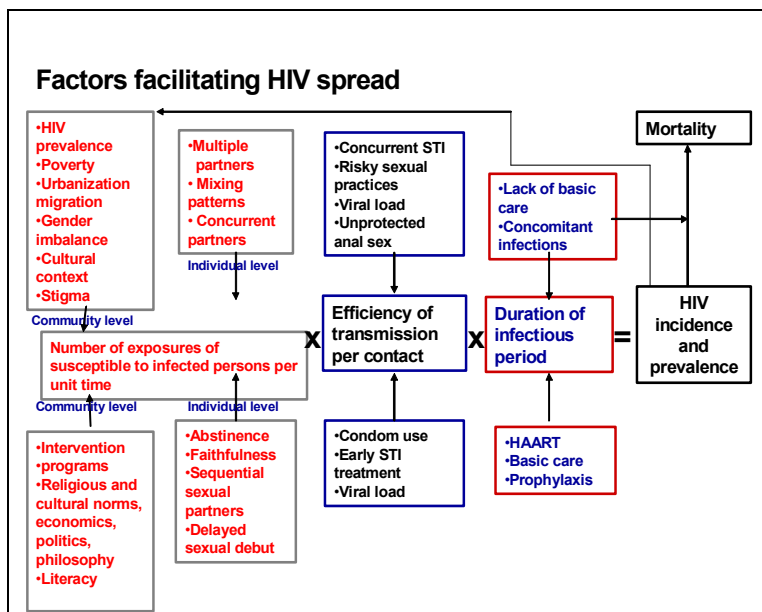 Factors facilitating HIV spread
•HIV
prevalence
•Poverty
•Urbanization
migration
•Gender
imbalance
•Cultural
context
•Stigma
Community level
•Multiple
partners
• Mixing
patterns
• Concurrent
partners
Individual level
•Concurrent STI
•Risky sexual
practices
•Viral load
•Unprotected
anal sex
•Lack of basic
care
•Concomitant
infections
Mortality
Number of exposures of
susceptible to infected persons per
unit time
x
Efficiency of
transmission
per contact
x
Duration of
infectious
period
=
HIV
incidence
and
prevalence
Community level
Individual level
•Intervention
•programs
•Religious and
cultural norms,
economics,
politics,
philosophy
•Literacy
•Abstinence
•Faithfulness
•Sequential
sexual
partners
•Delayed
sexual debut
•Condom use
•Early STI
treatment
•Viral load
•HAART
•Basic care
•Prophylaxis